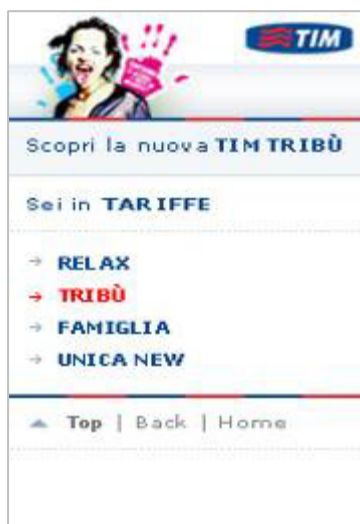 TIM
Scopri la nuova TIM TRIBÙ
Sei in TARIFFE
RELAX
TRIBÙ
FAMIGLIA
UNICA NEW
Top | Back | Home